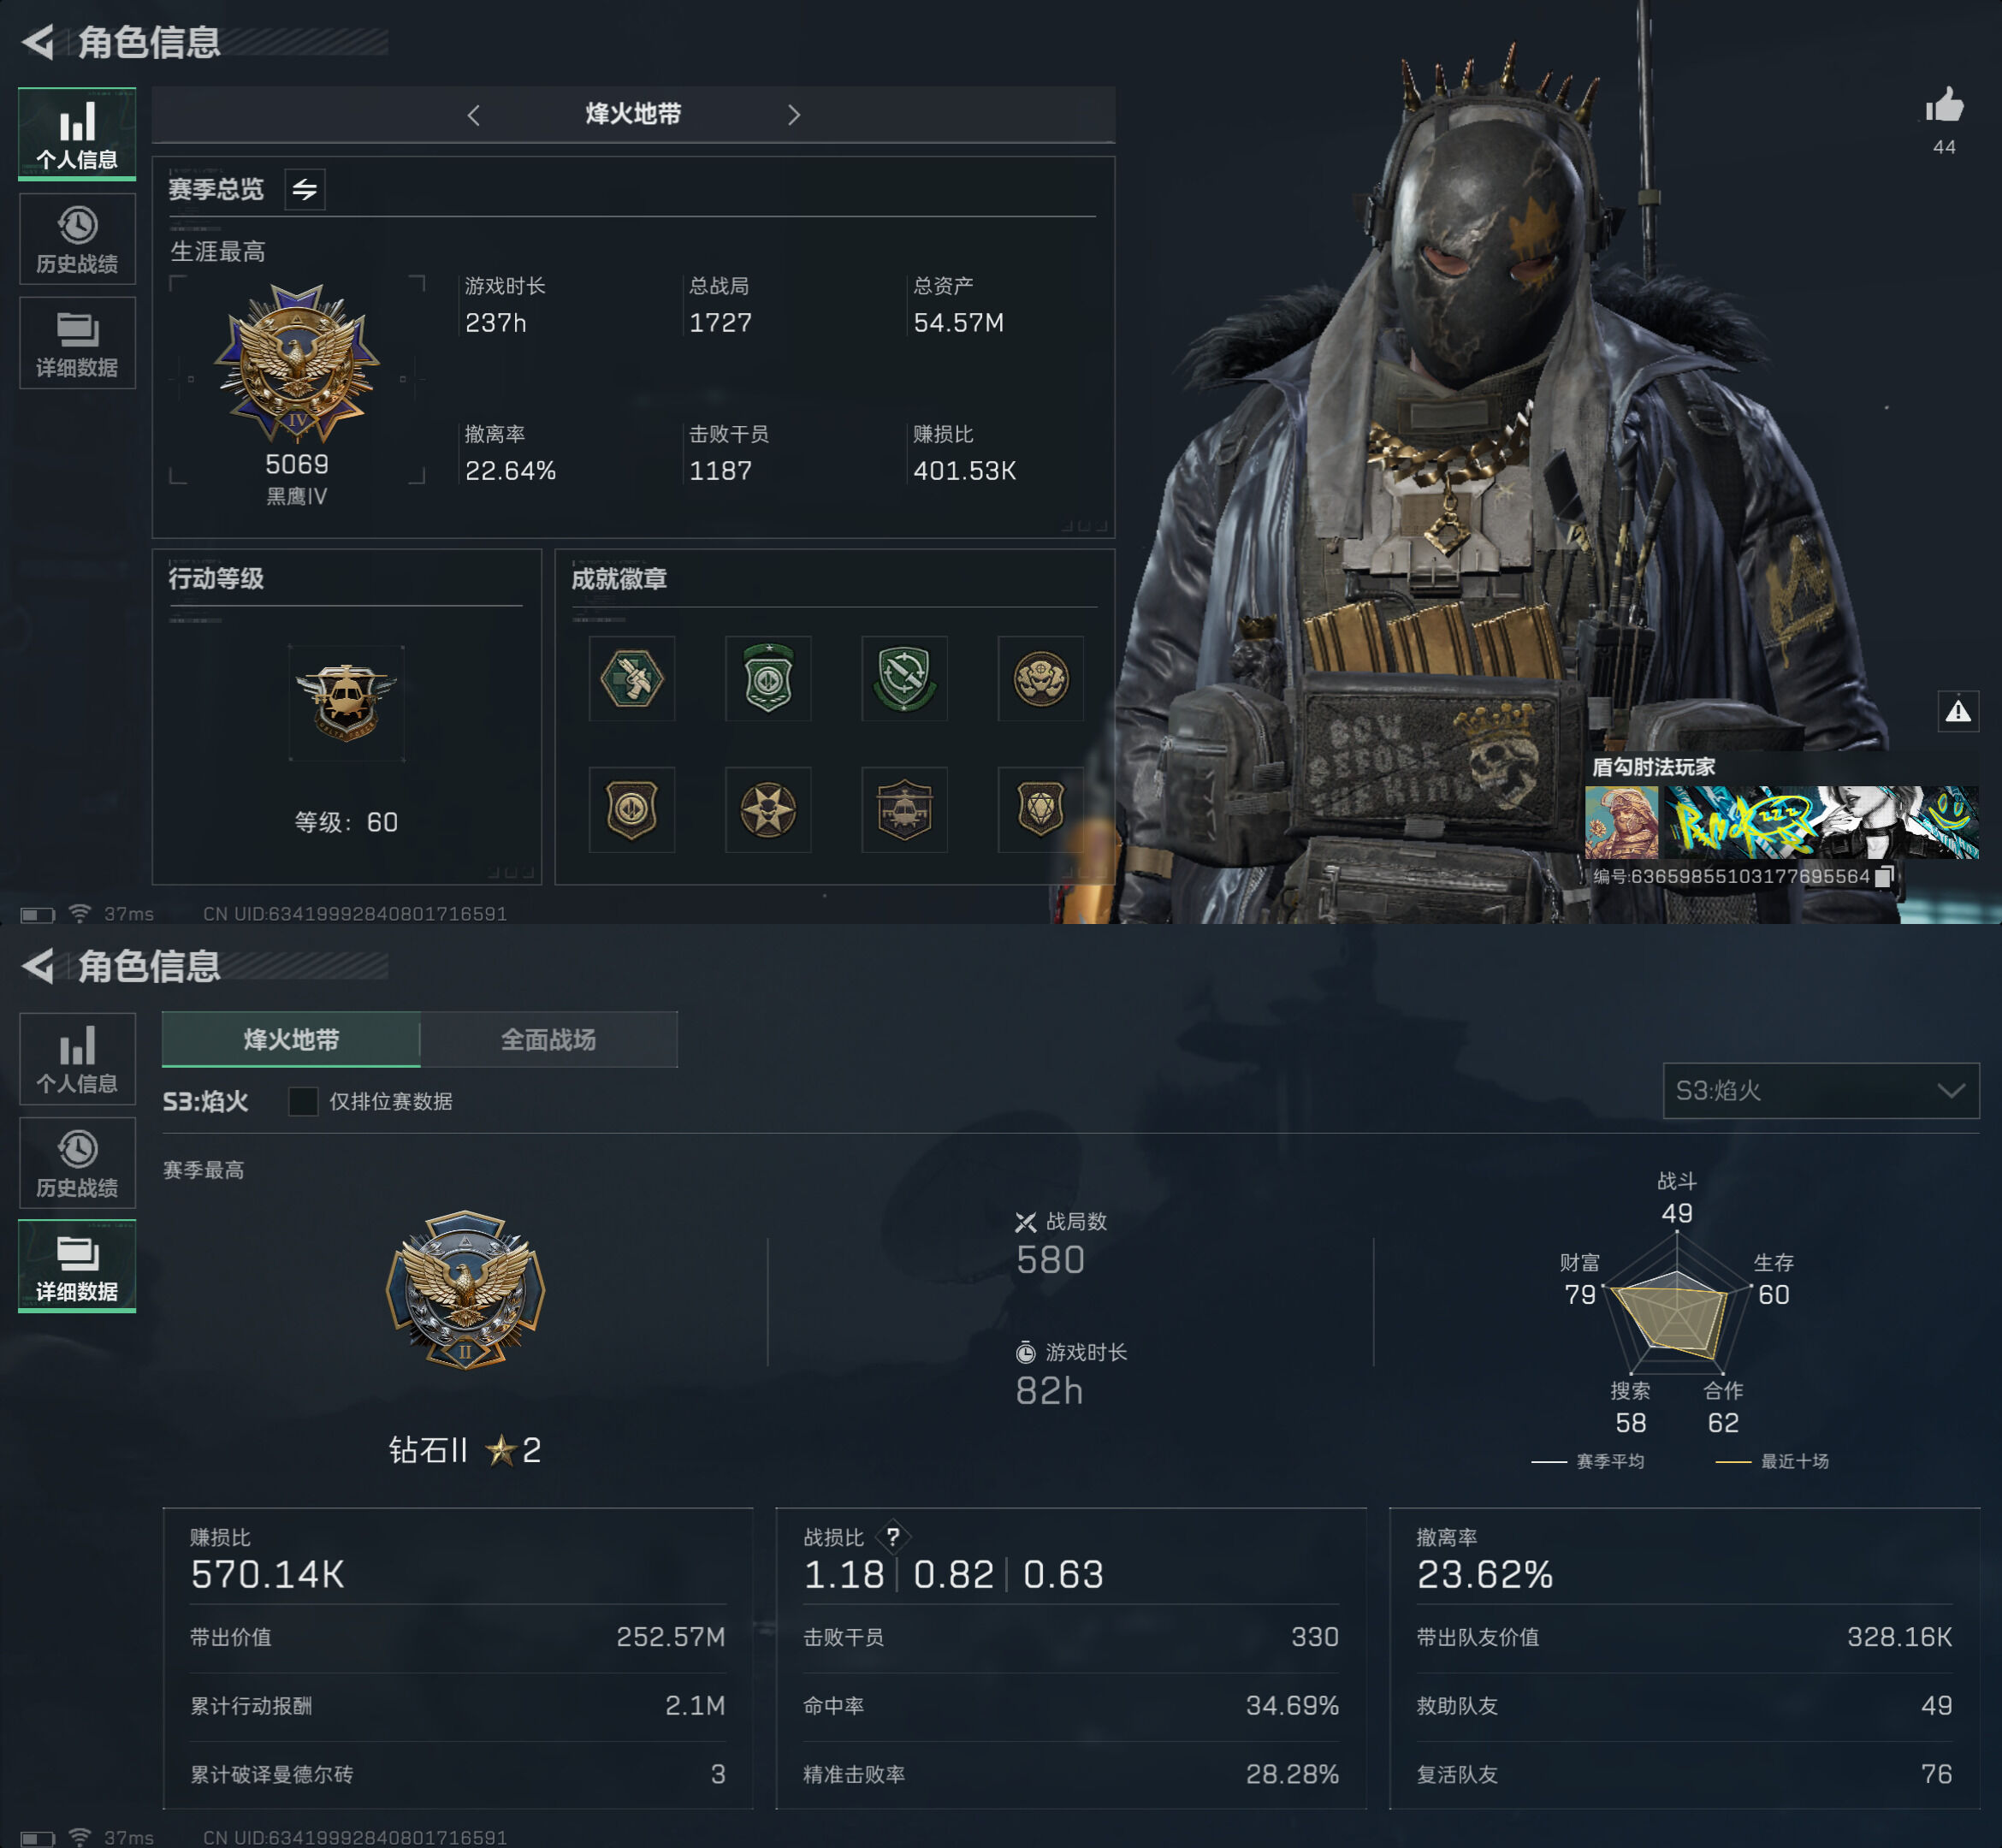 角色信息
个人信息
历史战绩
详细数据
烽火地带
赛季总览
生涯最高
5069
黑鹰IV
游戏时长
237h
总战局
1727
总资产
54.57M
撤离率
22.64%
击败干员
1187
赚损比
401.53K
行动等级
等级：60
成就徽章
44
BOW
BEFORE
King
盾勾肘法玩家
编号:63659855103177695564
37ms CN UID:634199928408017 16591
角色信息
个人信息
历史战绩
详细数据
烽火地带 全面战场
S3:焰火 仅排位赛数据
S3:焰火
赛季最高
II
钻石II 2
战局数
580
游戏时长
82h
战斗
49
财富
79
生存
60
搜索
58
合作
62
赛季平均 最近十场
赚损比
570.14K
带出价值 252.57M
累计行动报酬 2.1M
累计破译曼德尔砖 3
战损比 ?
1.18 | 0.82 | 0.63
击败干员 330
命中率 34.69%
精准击败率 28.28%
撤离率
23.62%
带出队友价值 328.16K
救助队友 49
复活队友 76
37ms CN UID:63419992840801716591